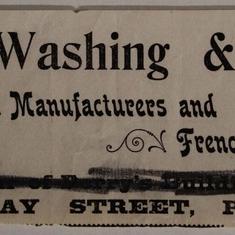 Washing &
Manufacturers and
Frenc
AY STREET, P